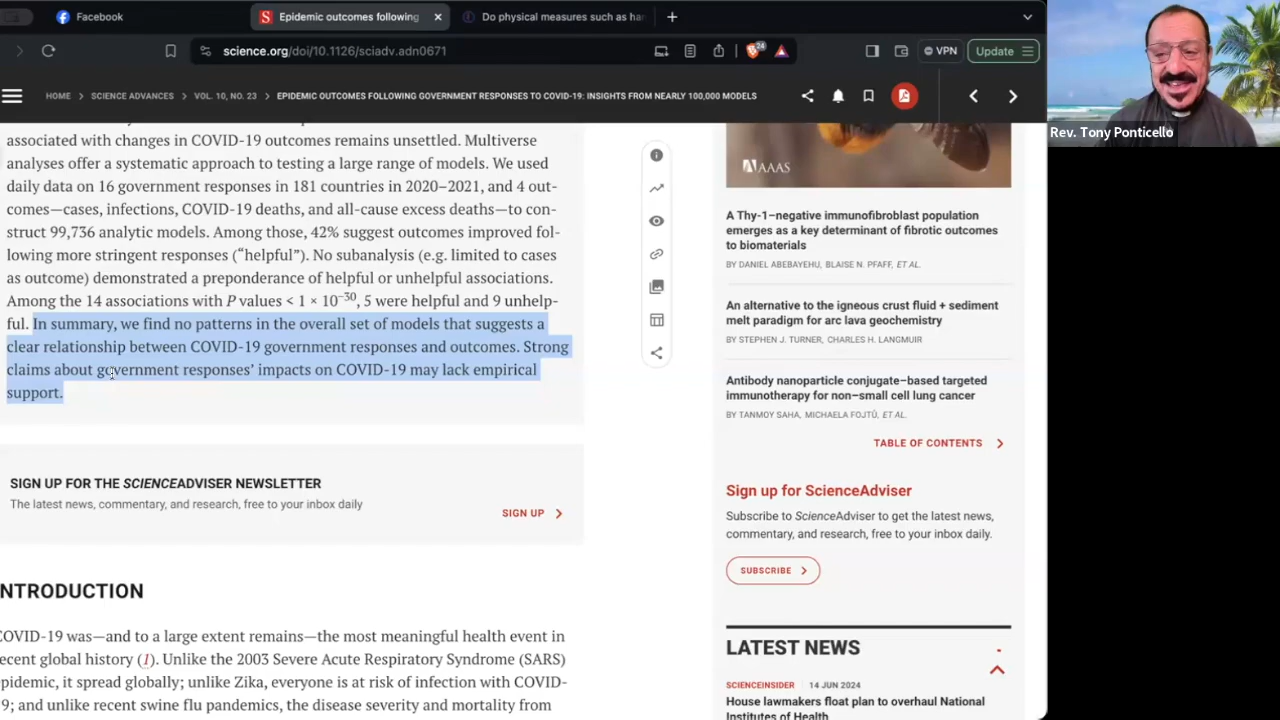 Facebook
Epidemic outcomes following
Do physical measures such as han
science.org/doi/10.1126/sciadv.adn0671
24
VPN
Update
HOME > SCIENCE ADVANCES > VOL. 10, NO. 23 > EPIDEMIC OUTCOMES FOLLOWING GOVERNMENT RESPONSES TO COVID-19: INSIGHTS FROM NEARLY 100,000 MODELS
Rev. Tony Ponticello
associated with changes in COVID-19 outcomes remains unsettled. Multiverse
analyses offer a systematic approach to testing a large range of models. We used
daily data on 16 government responses in 181 countries in 2020–2021, and 4 out-
comes—cases, infections, COVID-19 deaths, and all-cause excess deaths—to con-
struct 99,736 analytic models. Among those, 42% suggest outcomes improved fol-
lowing more stringent responses (“helpful”). No subanalysis (e.g. limited to cases
as outcome) demonstrated a preponderance of helpful or unhelpful associations.
Among the 14 associations with P values < 1 × 10⁻³⁰, 5 were helpful and 9 unhelp-
ful. In summary, we find no patterns in the overall set of models that suggests a
clear relationship between COVID-19 government responses and outcomes. Strong
claims about government responses’ impacts on COVID-19 may lack empirical
support.
SIGN UP FOR THE SCIENCEADVISER NEWSLETTER
The latest news, commentary, and research, free to your inbox daily
SIGN UP
NTRODUCTION
COVID-19 was—and to a large extent remains—the most meaningful health event in
ecent global history (1). Unlike the 2003 Severe Acute Respiratory Syndrome (SARS)
pidemic, it spread globally; unlike Zika, everyone is at risk of infection with COVID-
9; and unlike recent swine flu pandemics, the disease severity and mortality from
AAAS
A Thy-1–negative immunofibroblast population
emerges as a key determinant of fibrotic outcomes
to biomaterials
BY DANIEL ABEBAYEHU, BLAISE N. PFAFF, ET AL.
An alternative to the igneous crust fluid + sediment
melt paradigm for arc lava geochemistry
BY STEPHEN J. TURNER, CHARLES H. LANGMUIR
Antibody nanoparticle conjugate–based targeted
immunotherapy for non–small cell lung cancer
BY TANMOY SAHA, MICHAELA FOJTŮ, ET AL.
TABLE OF CONTENTS
Sign up for ScienceAdviser
Subscribe to ScienceAdviser to get the latest news,
commentary, and research, free to your inbox daily.
SUBSCRIBE
LATEST NEWS
SCIENCEINSIDER | 14 JUN 2024
House lawmakers float plan to overhaul National
Institutes of Health